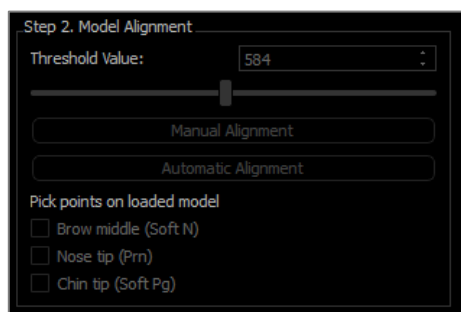 Step 2. Model Alignment
Threshold Value: 584
Manual Alignment
Automatic Alignment
Pick points on loaded model
Brow middle (Soft N)
Nose tip (Prn)
Chin tip (Soft Pg)